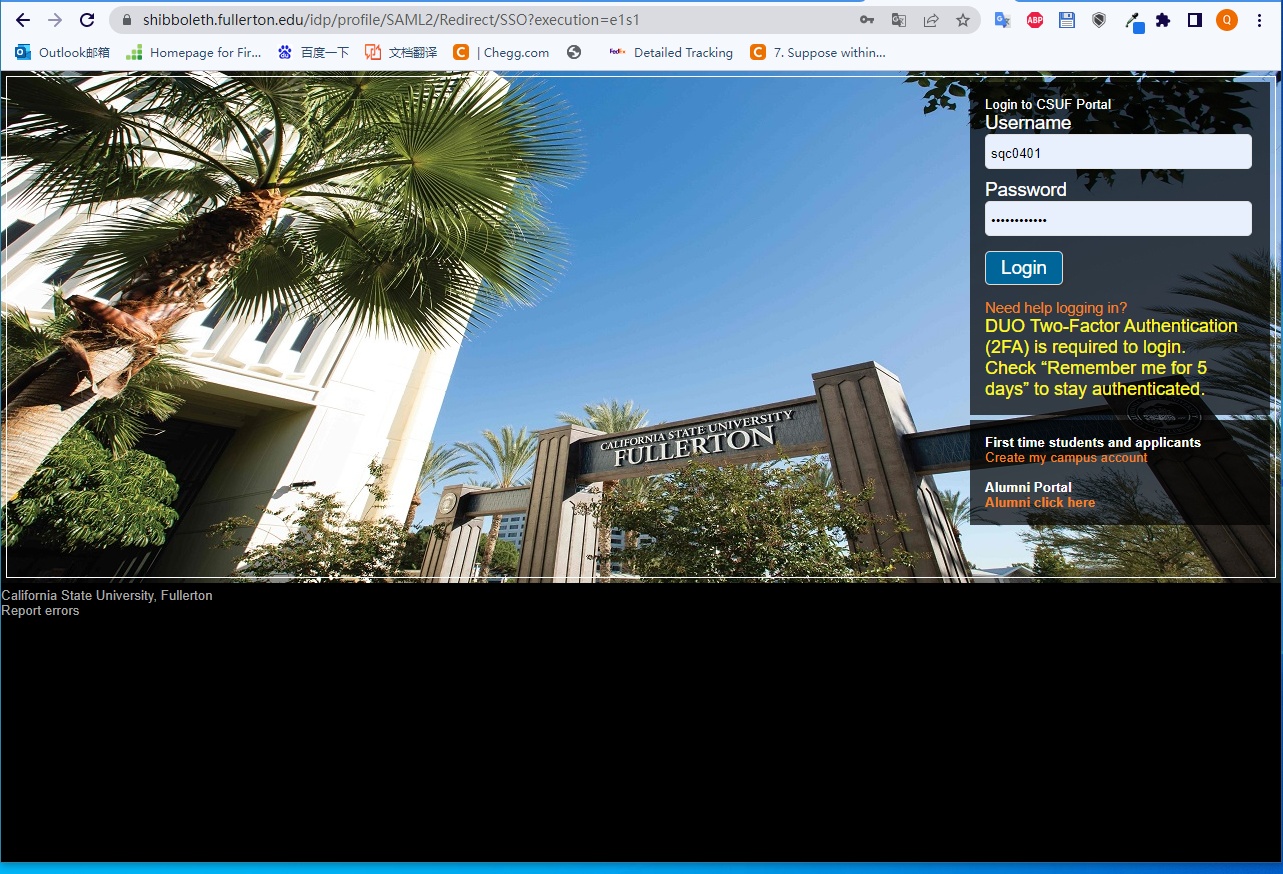 shibboleth.fullerton.edu/idp/profile/SAML2/Redirect/SSO?execution=e1s1
ABP
Q
Outlook邮箱
Homepage for Fir...
百度一下
文档翻译
C | Chegg.com
FedEx Detailed Tracking
C 7. Suppose within...
Login to CSUF Portal
Username
sqc0401
Password
••••••••••••
Login
Need help logging in?
DUO Two-Factor Authentication
(2FA) is required to login.
Check “Remember me for 5
days” to stay authenticated.
First time students and applicants
Create my campus account
Alumni Portal
Alumni click here
CALIFORNIA STATE UNIVERSITY
FULLERTON
California State University, Fullerton
Report errors